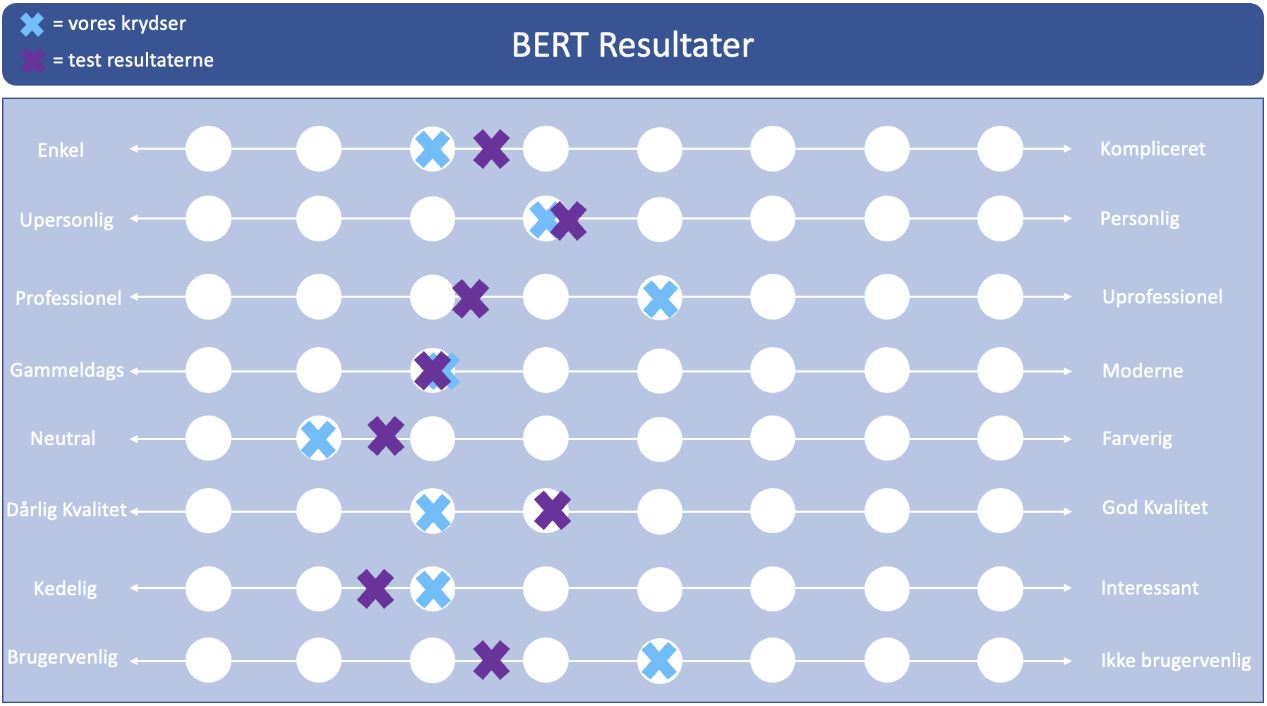 = vores krydser
= test resultaterne
BERT Resultater
Enkel Kompliceret
Upersonlig Personlig
Professionel Uprofessionel
Gammeldags Moderne
Neutral Farverig
Dårlig Kvalitet God Kvalitet
Kedelig Interessant
Brugervenlig Ikke brugervenlig